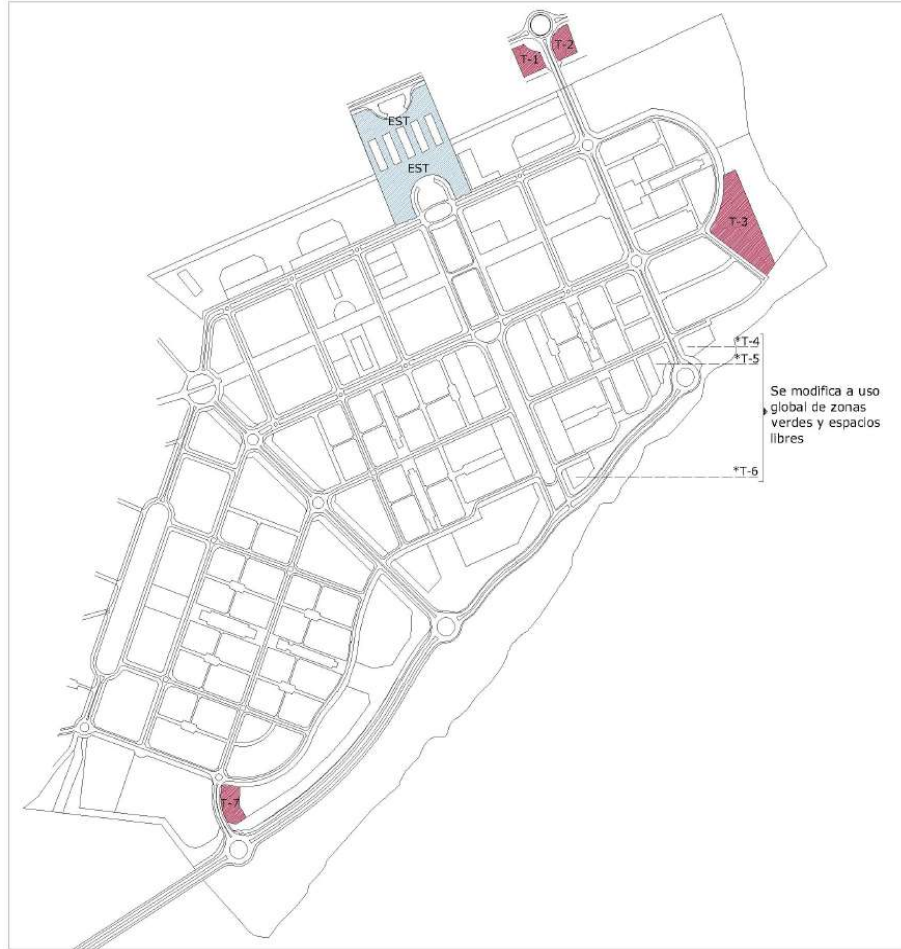 T-2
T-1
EST
EST
T-3
*T-4
*T-5
Se modifica a uso
global de zonas
verdes y espacios
libres
*T-6
T-7